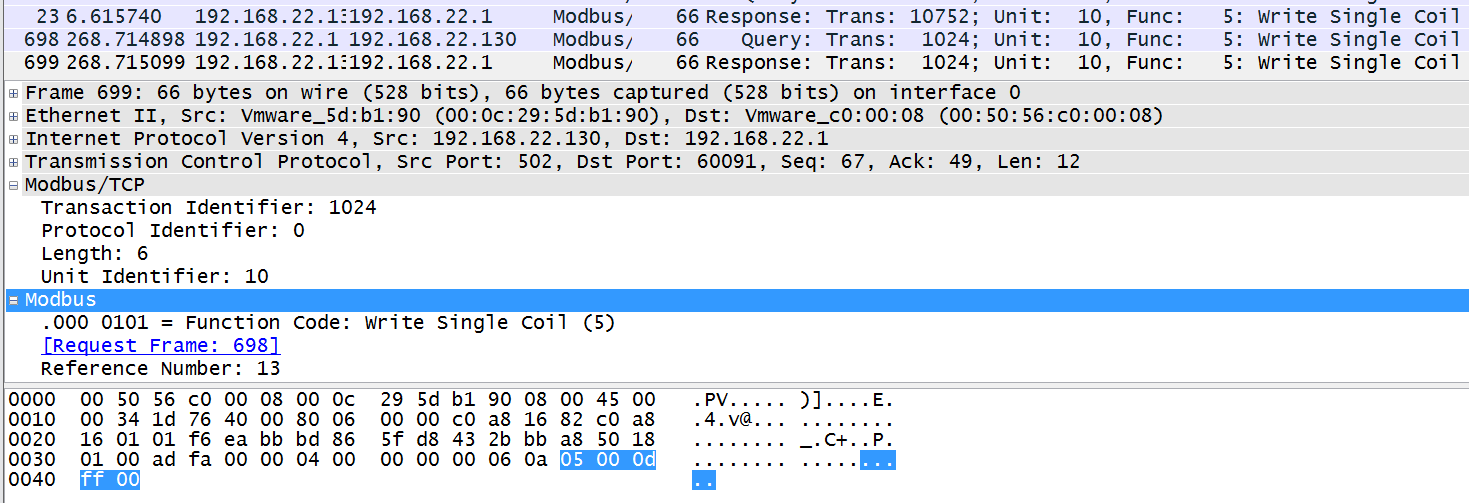 23 6.615740 192.168.22.13 192.168.22.1 Modbus/ 66 Response: Trans: 10752; Unit: 10, Func: 5: Write Single Coil
698 268.714898 192.168.22.1 192.168.22.130 Modbus/ 66 Query: Trans: 1024; Unit: 10, Func: 5: Write Single Coil
699 268.715099 192.168.22.13 192.168.22.1 Modbus/ 66 Response: Trans: 1024; Unit: 10, Func: 5: Write Single Coil
Frame 699: 66 bytes on wire (528 bits), 66 bytes captured (528 bits) on interface 0
Ethernet II, Src: Vmware_5d:b1:90 (00:0c:29:5d:b1:90), Dst: Vmware_c0:00:08 (00:50:56:c0:00:08)
Internet Protocol Version 4, Src: 192.168.22.130, Dst: 192.168.22.1
Transmission Control Protocol, Src Port: 502, Dst Port: 60091, Seq: 67, Ack: 49, Len: 12
Modbus/TCP
Transaction Identifier: 1024
Protocol Identifier: 0
Length: 6
Unit Identifier: 10
Modbus
.000 0101 = Function Code: Write Single Coil (5)
[Request Frame: 698]
Reference Number: 13
0000 00 50 56 c0 00 08 00 0c 29 5d b1 90 08 00 45 00 .PV..... )]....E.
0010 00 34 1d 76 40 00 80 06 00 00 c0 a8 16 82 c0 a8 .4.v@... ........
0020 16 01 01 f6 ea bb bd 86 5f d8 43 2b bb a8 50 18 ........ _.C+..P.
0030 01 00 ad fa 00 00 04 00 00 00 00 06 0a 05 00 0d ........ ........
0040 ff 00 ..